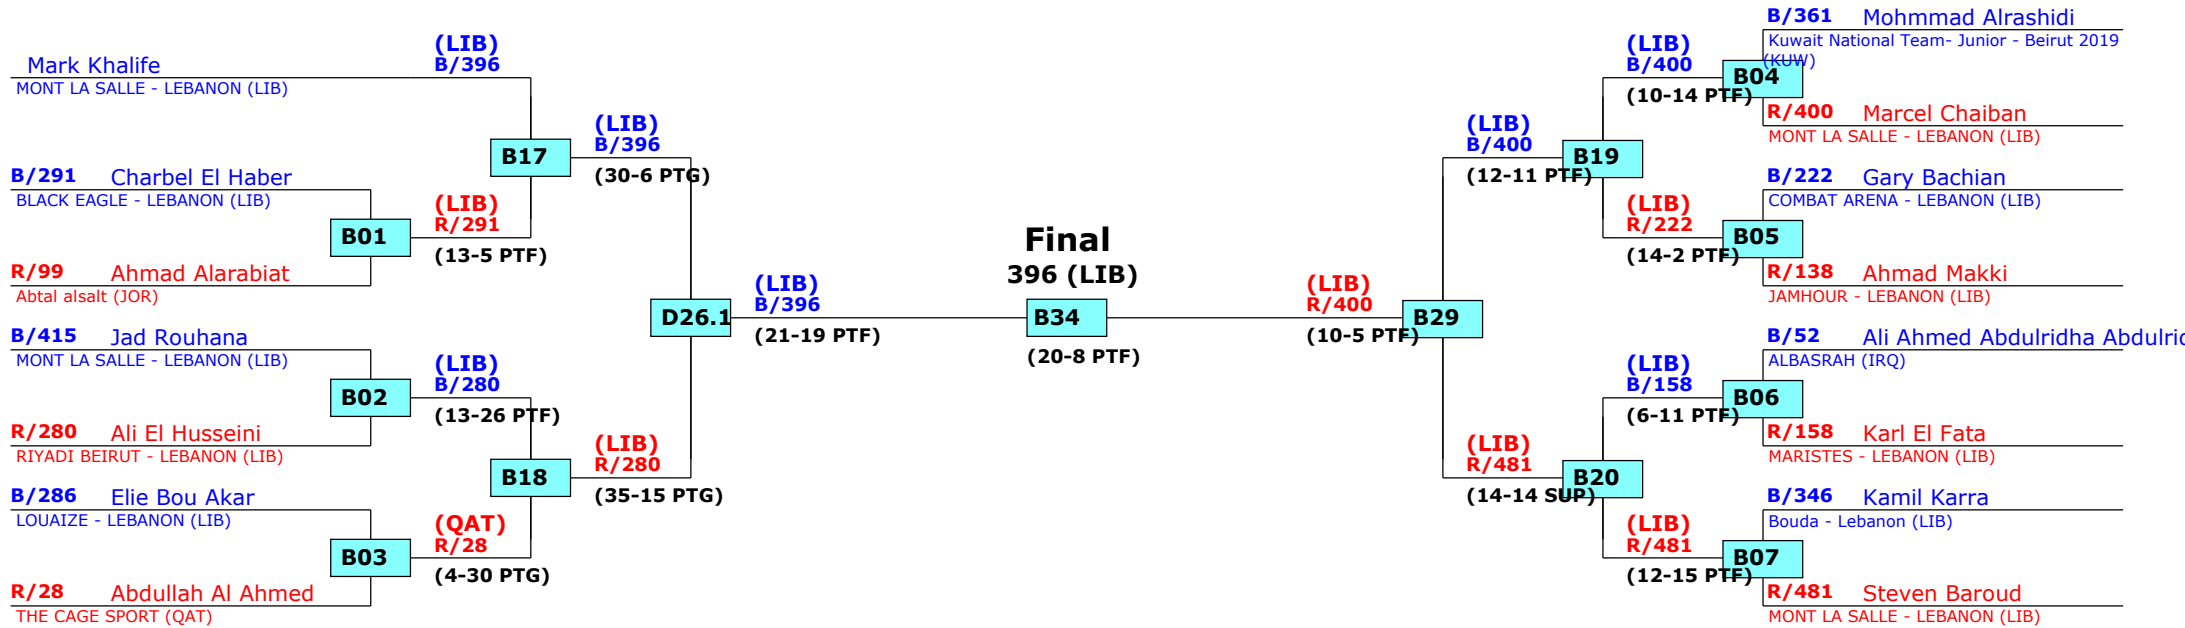 Mark Khalife
MONT LA SALLE - LEBANON (LIB)
B/291 Charbel El Haber
BLACK EAGLE - LEBANON (LIB)
R/99 Ahmad Alarabiat
Abtal alsalt (JOR)
B/415 Jad Rouhana
MONT LA SALLE - LEBANON (LIB)
R/280 Ali El Husseini
RIYADI BEIRUT - LEBANON (LIB)
B/286 Elie Bou Akar
LOUAIZE - LEBANON (LIB)
R/28 Abdullah Al Ahmed
THE CAGE SPORT (QAT)
B01
B02
B03
(LIB)
B/396
(LIB)
R/291
(13-5 PTF)
(LIB)
B/280
(13-26 PTF)
(QAT)
R/28
(4-30 PTG)
B17
B18
(LIB)
B/396
(30-6 PTG)
(LIB)
R/280
(35-15 PTG)
D26.1
(LIB)
B/396
(21-19 PTF)
Final
396 (LIB)
B34
(20-8 PTF)
(LIB)
R/400
(10-5 PTF)
B29
(LIB)
B/400
(12-11 PTF)
(LIB)
R/481
(14-14 SUP)
B19
B20
(LIB)
B/400
(10-14 PTF)
(LIB)
R/222
(14-2 PTF)
(LIB)
B/158
(6-11 PTF)
(LIB)
R/481
(12-15 PTF)
B04
B05
B06
B07
B/361 Mohmmad Alrashidi
Kuwait National Team- Junior - Beirut 2019
(KUW)
R/400 Marcel Chaiban
MONT LA SALLE - LEBANON (LIB)
B/222 Gary Bachian
COMBAT ARENA - LEBANON (LIB)
R/138 Ahmad Makki
JAMHOUR - LEBANON (LIB)
B/52 Ali Ahmed Abdulridha
ALBASRAH (IRQ)
R/158 Karl El Fata
MARISTES - LEBANON (LIB)
B/346 Kamil Karra
Bouda - Lebanon (LIB)
R/481 Steven Baroud
MONT LA SALLE - LEBANON (LIB)